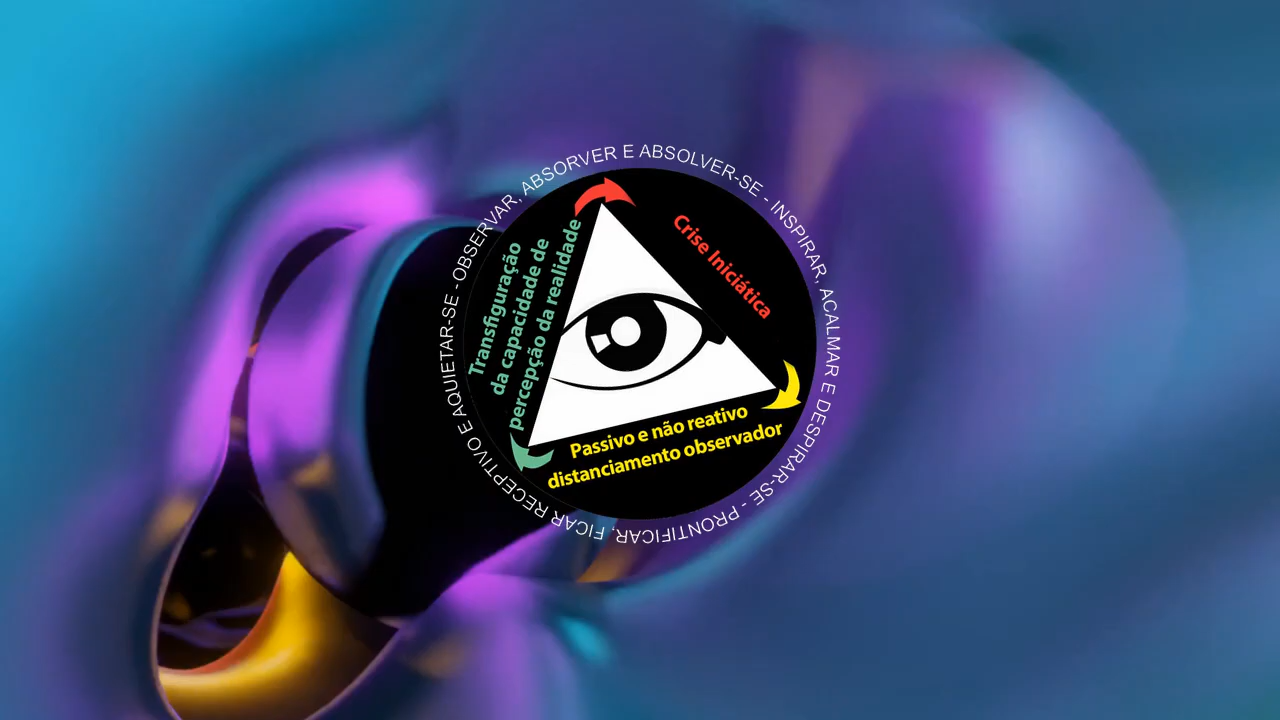 OBSERVAR, ABSORVER E ABSOLVER-SE - INSPIRAR, ACALMAR E DESPIRAR-SE - PRONTIFICAR, FICAR RECEPTIVO E AQUIETAR-SE -
Crise Iniciática
Passivo e não reativo
distanciamento observador
Transfiguração
da capacidade de
percepção da realidade